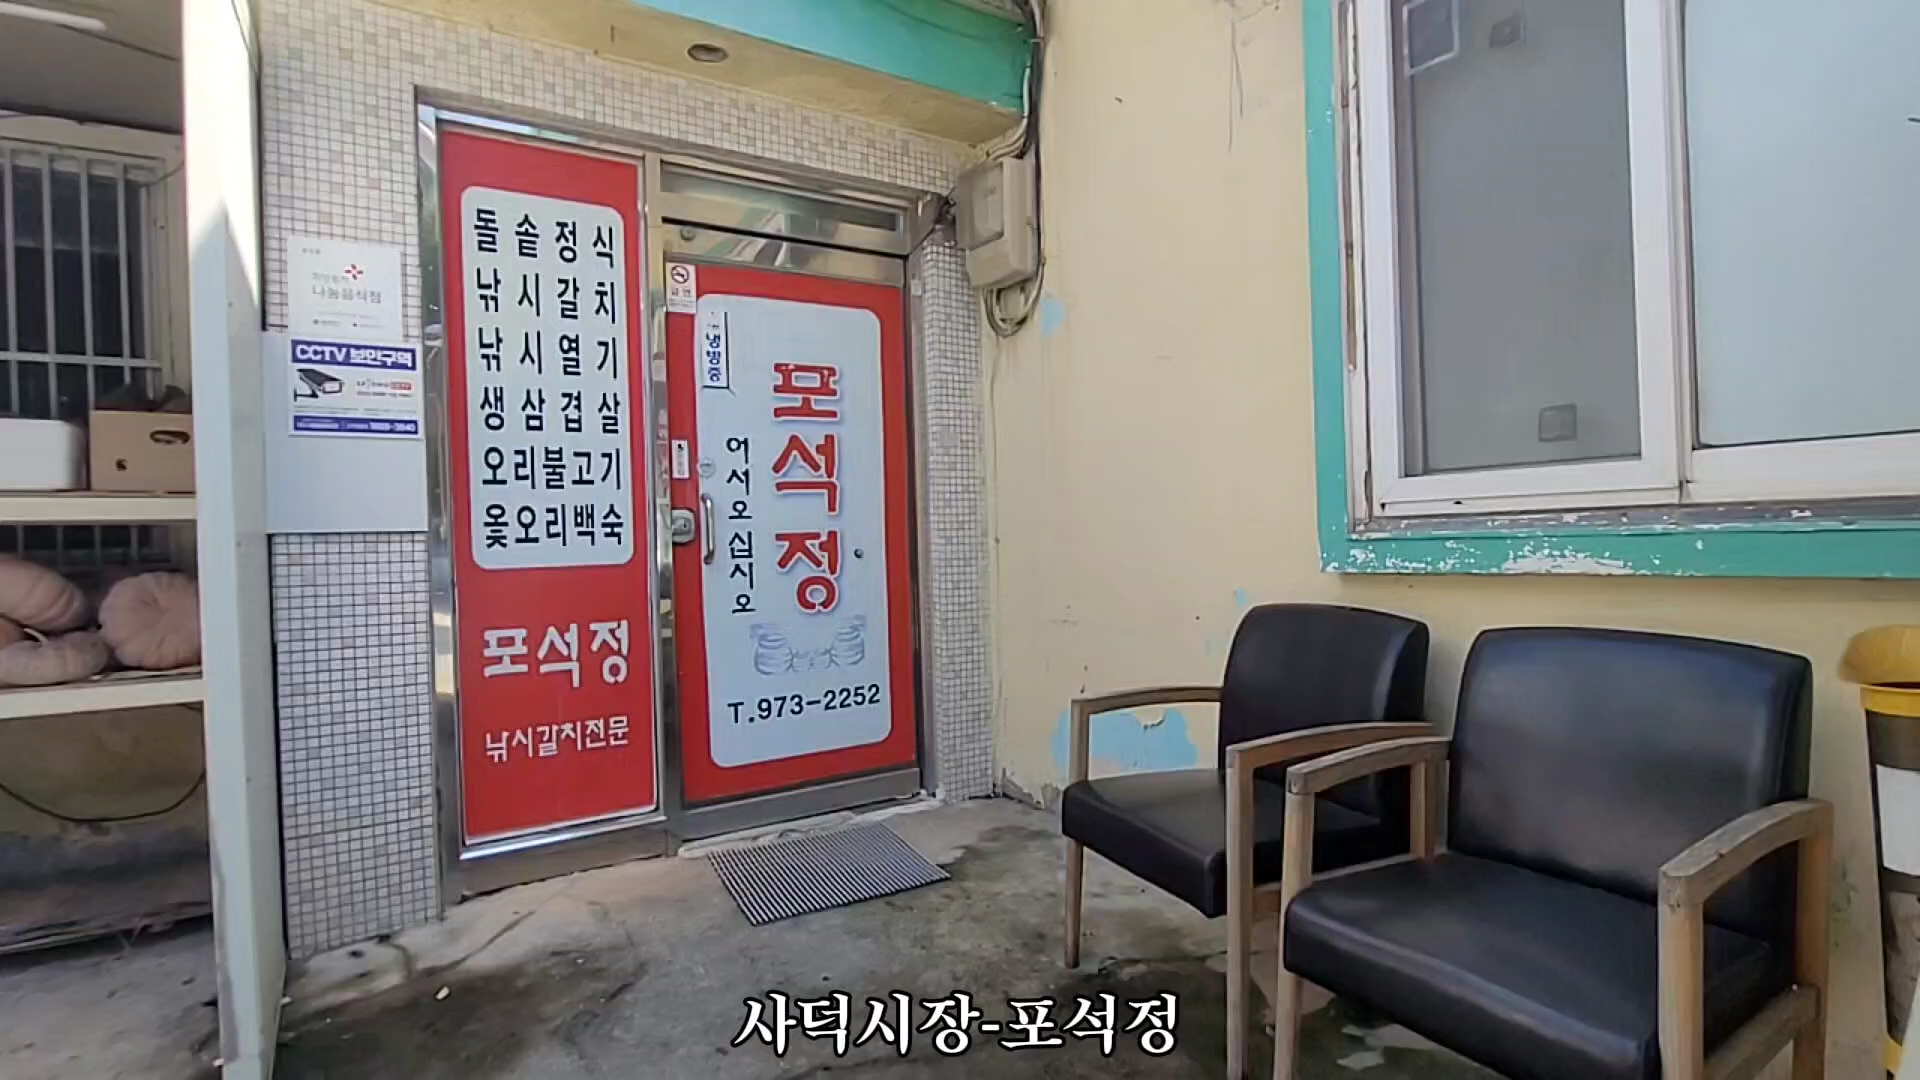 돌솥정식
낚시갈치
낚시열기
생삼겹살
오리불고기
옻오리백숙
포석정
낚시갈치전문
금연
냉방중
어서오십시오
포석정
T.973-2252
나눔음식점
CCTV 보안구역
사덕시장-포석정